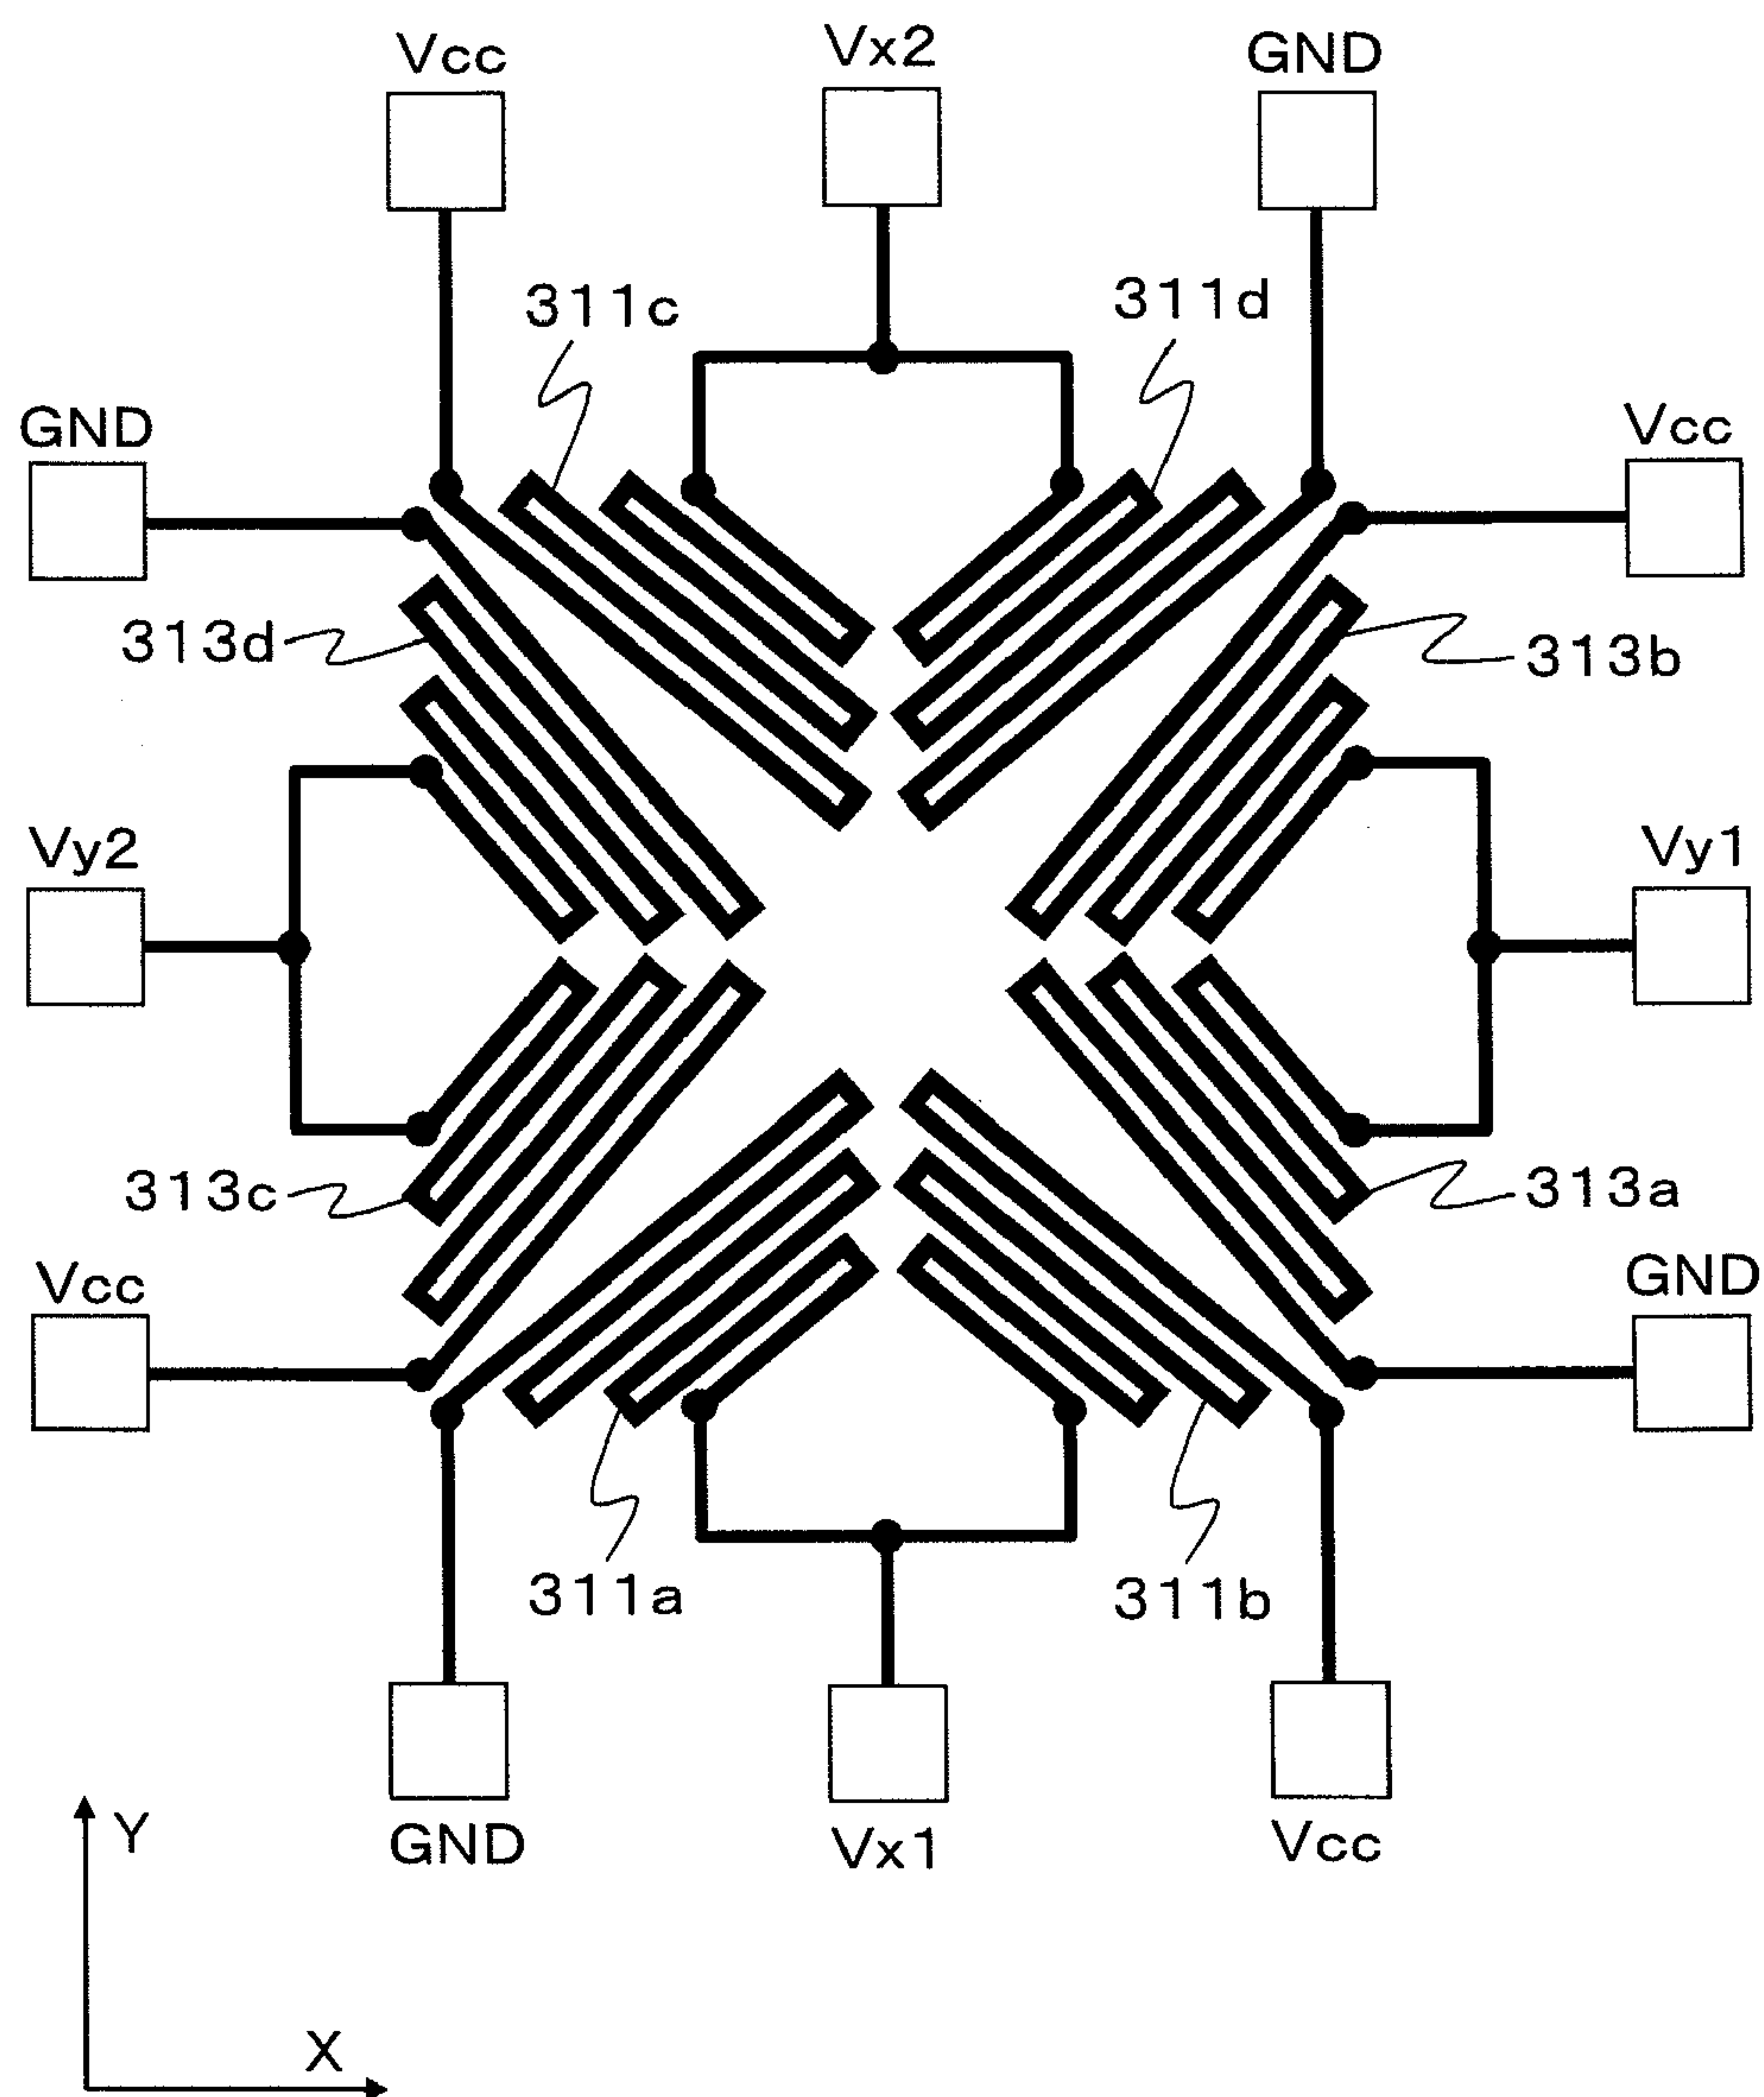 Vcc
Vx2
GND
311c
311d
GND
Vcc
313d
313b
Vy2
Vy1
313c
313a
Vcc
GND
311a
311b
GND
Vx1
Vcc
Y
X